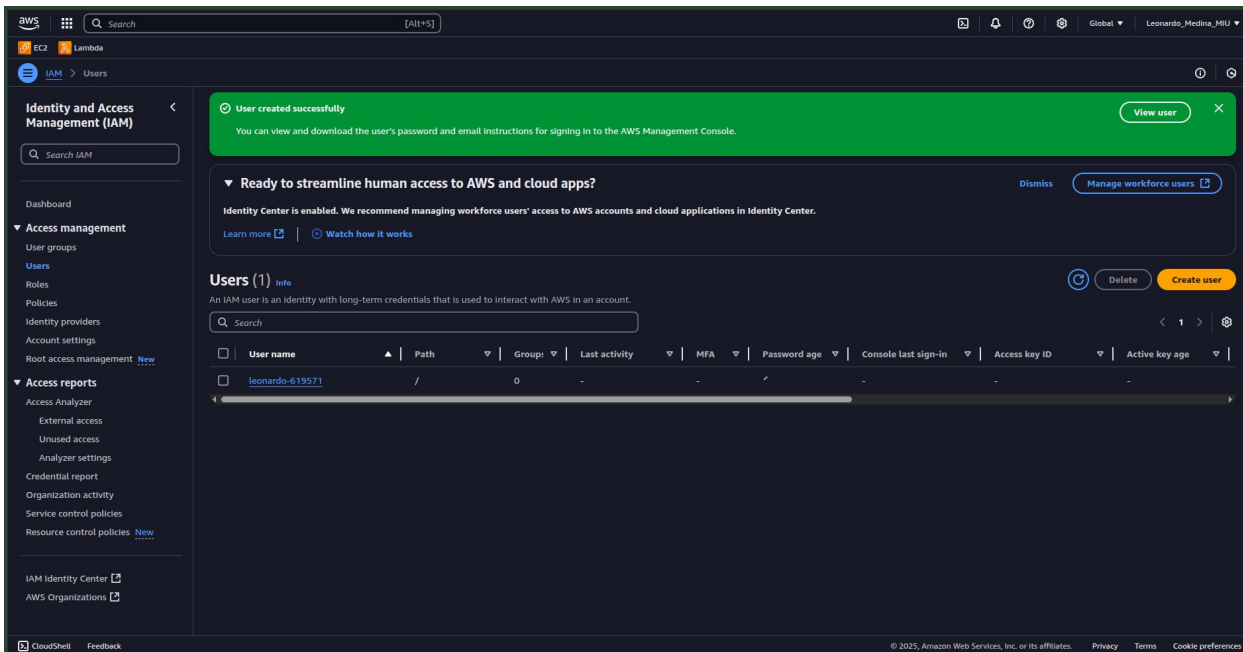 aws Search [Alt+S] Global Leonardo_Medina_MIU
EC2 Lambda
IAM > Users
Identity and Access Management (IAM)
Search IAM
Dashboard
Access management
User groups
Users
Roles
Policies
Identity providers
Account settings
Root access management New
Access reports
Access Analyzer
External access
Unused access
Analyzer settings
Credential report
Organization activity
Service control policies
Resource control policies New
IAM Identity Center
AWS Organizations
User created successfully
View user
You can view and download the user's password and email instructions for signing in to the AWS Management Console.
Ready to streamline human access to AWS and cloud apps?
Dismiss Manage workforce users
Identity Center is enabled. We recommend managing workforce users' access to AWS accounts and cloud applications in Identity Center.
Learn more Watch how it works
Users (1) Info
Delete Create user
An IAM user is an identity with long-term credentials that is used to interact with AWS in an account.
Search
< 1 >
User name Path Group: Last activity MFA Password age Console last sign-in Access key ID Active key age
leonardo-619571 / 0 - - - - -
CloudShell Feedback © 2025, Amazon Web Services, Inc. or its affiliates. Privacy Terms Cookie preferences